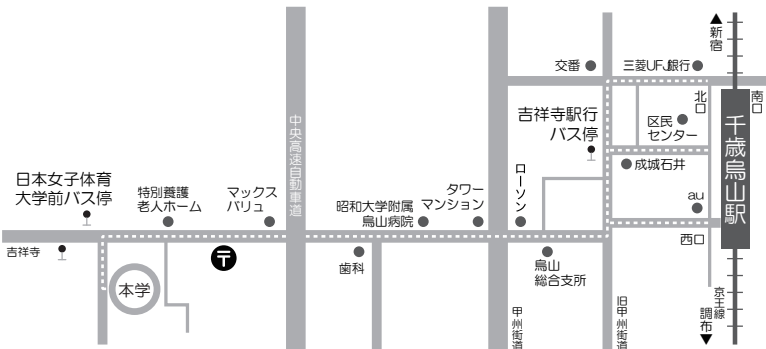 ▲
新宿
交番
三菱UFJ銀行
北口
南口
吉祥寺駅行
バス停
区民
センター
千歳烏山駅
中央高速自動車道
成城石井
ローソン
日本女子体育
大学前バス停
特別養護
老人ホーム
マックス
バリュ
昭和大学附属
烏山病院
タワー
マンション
au
西口
吉祥寺
〒
歯科
烏山
総合支所
本学
甲州街道
旧甲州街道
京王線
調布
▼